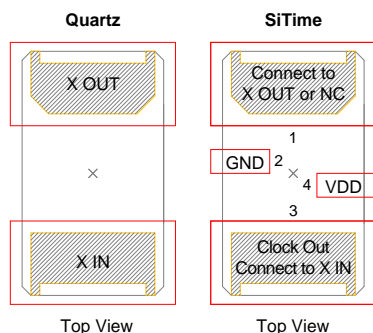 Quartz
SiTime
X OUT
Connect to
X OUT or NC
1
GND
2
4
VDD
3
X IN
Clock Out
Connect to X IN
Top View
Top View